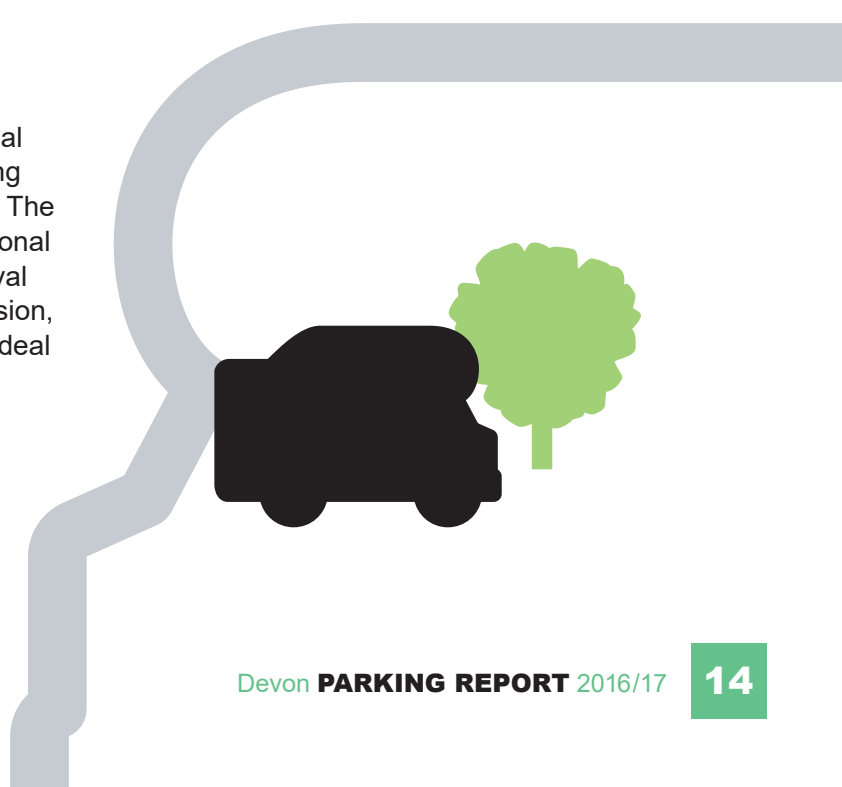 al
ng
The
onal
val
sion,
deal
Devon PARKING REPORT 2016/17
14